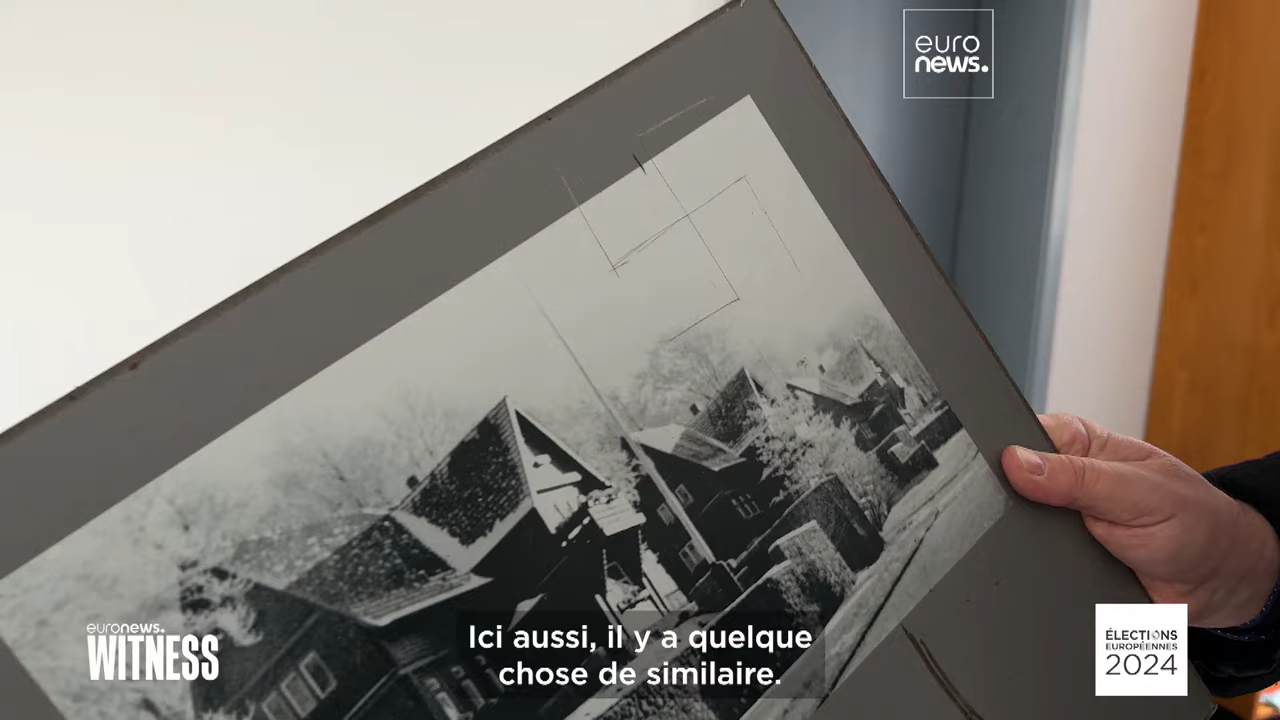 euro
news.
euronews.
WITNESS
Ici aussi, il y a quelque
chose de similaire.
ÉLECTIONS
EUROPÉENNES
2024